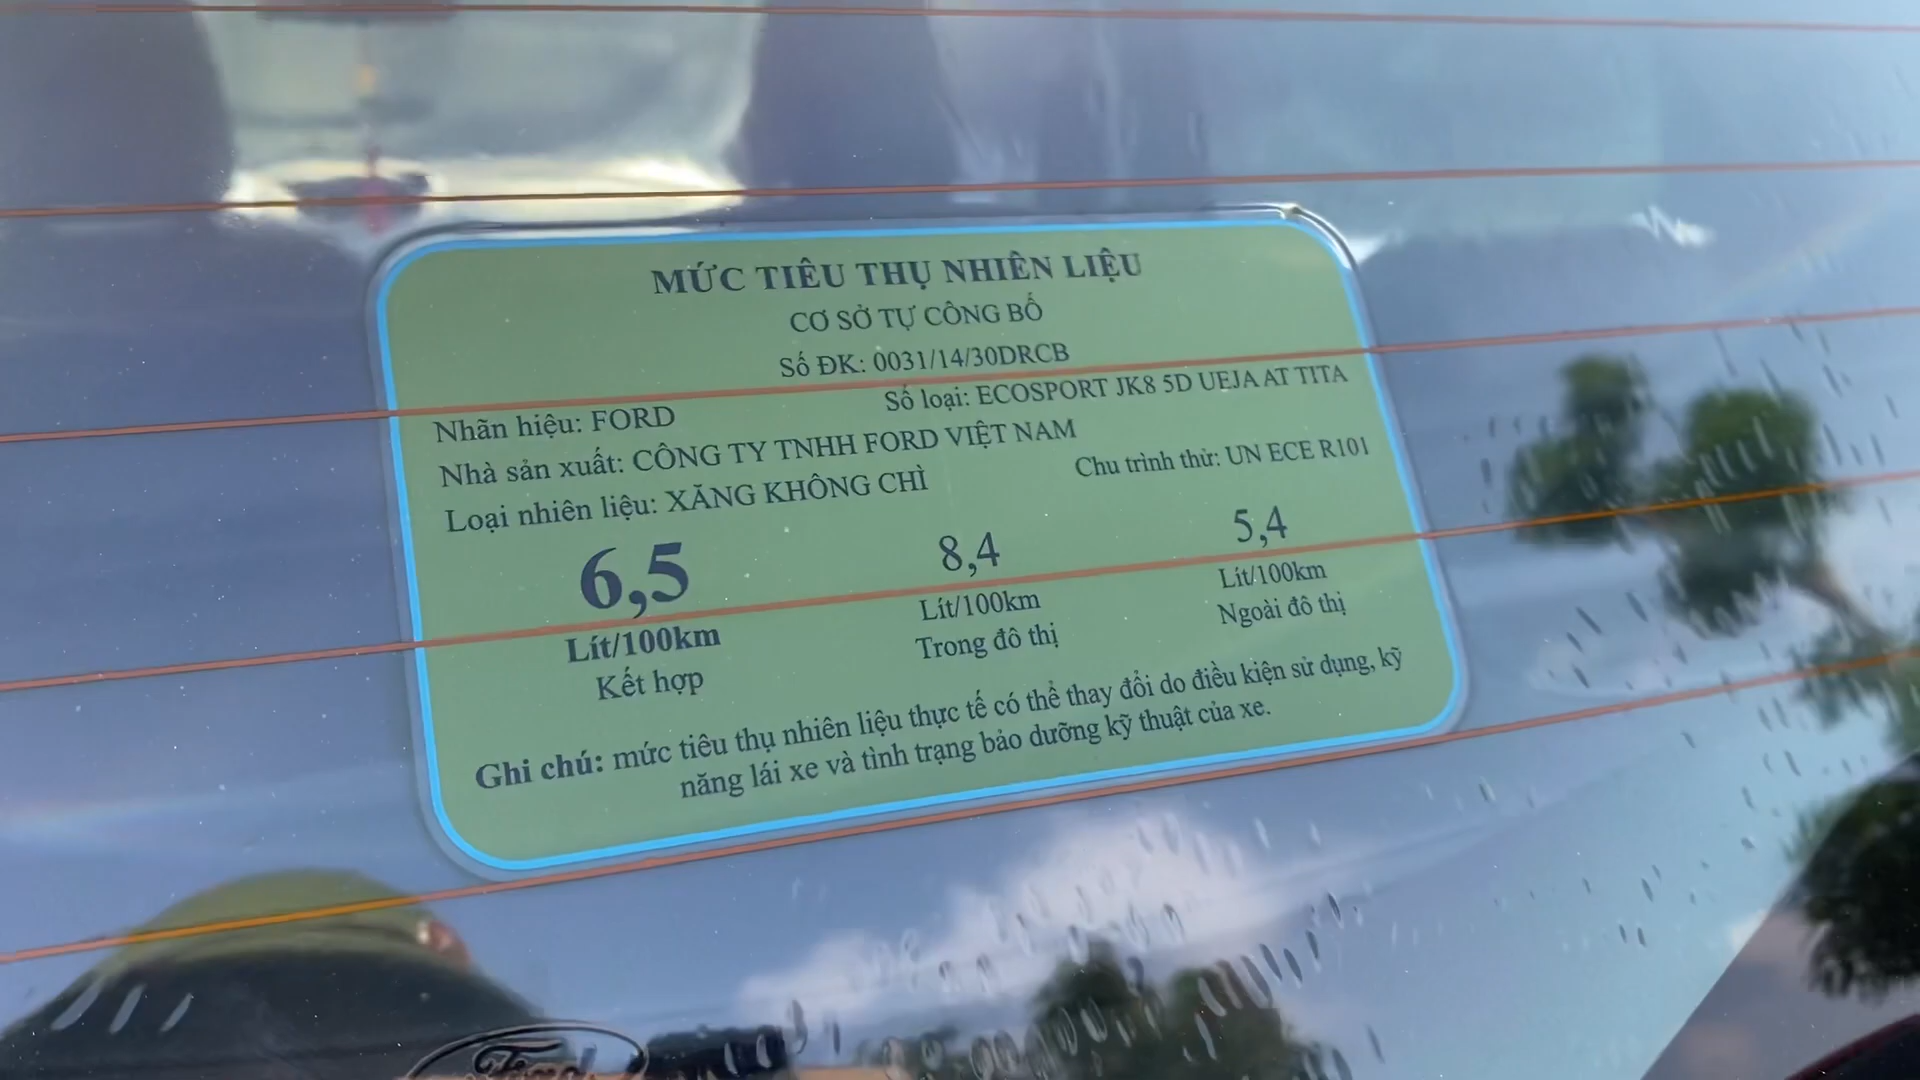 MỨC TIÊU THỤ NHIÊN LIỆU
CƠ SỞ TỰ CÔNG BỐ
Số ĐK: 0031/14/30DRCB
Nhãn hiệu: FORD Số loại: ECOSPORT JK8 5D UEJA AT TITA
Nhà sản xuất: CÔNG TY TNHH FORD VIỆT NAM
Loại nhiên liệu: XĂNG KHÔNG CHÌ Chu trình thử: UN ECE R101
6,5 8,4 5,4
Lít/100km Lít/100km Lít/100km
Kết hợp Trong đô thị Ngoài đô thị
Ghi chú: mức tiêu thụ nhiên liệu thực tế có thể thay đổi do điều kiện sử dụng, kỹ
năng lái xe và tình trạng bảo dưỡng kỹ thuật của xe.
Ford